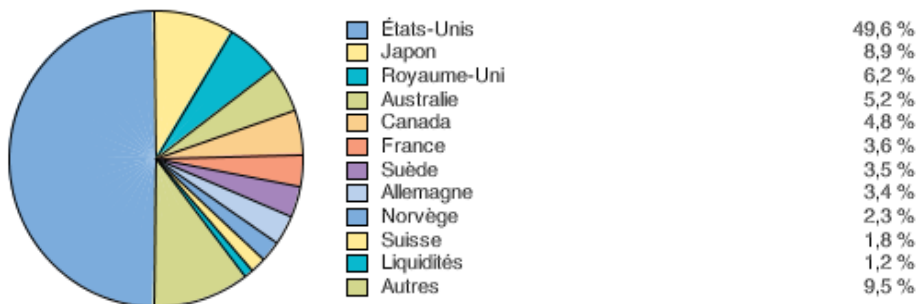 États-Unis 49,6 %
Japon 8,9 %
Royaume-Uni 6,2 %
Australie 5,2 %
Canada 4,8 %
France 3,6 %
Suède 3,5 %
Allemagne 3,4 %
Norvège 2,3 %
Suisse 1,8 %
Liquidités 1,2 %
Autres 9,5 %